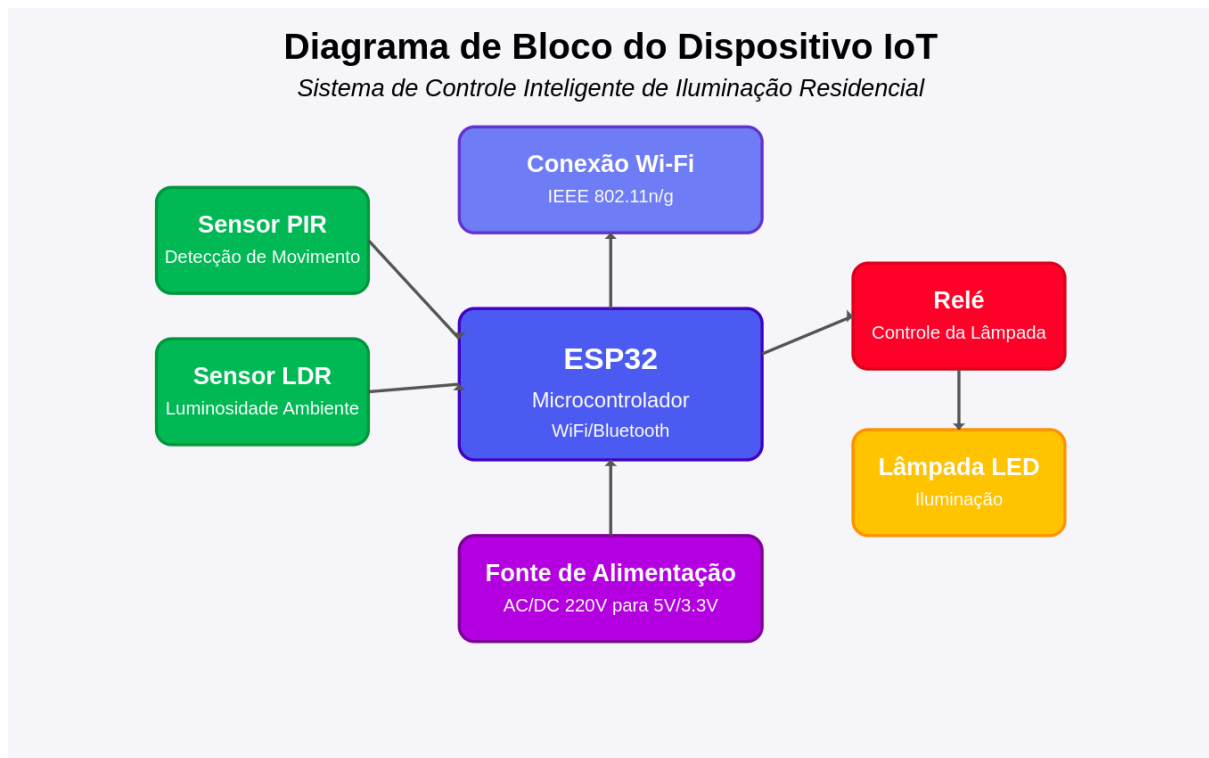 Diagrama de Bloco do Dispositivo IoT
Sistema de Controle Inteligente de Iluminação Residencial
Conexão Wi-Fi
IEEE 802.11n/g
Sensor PIR
Detecção de Movimento
Relé
Controle da Lâmpada
ESP32
Microcontrolador
WiFi/Bluetooth
Sensor LDR
Luminosidade Ambiente
Lâmpada LED
Iluminação
Fonte de Alimentação
AC/DC 220V para 5V/3.3V